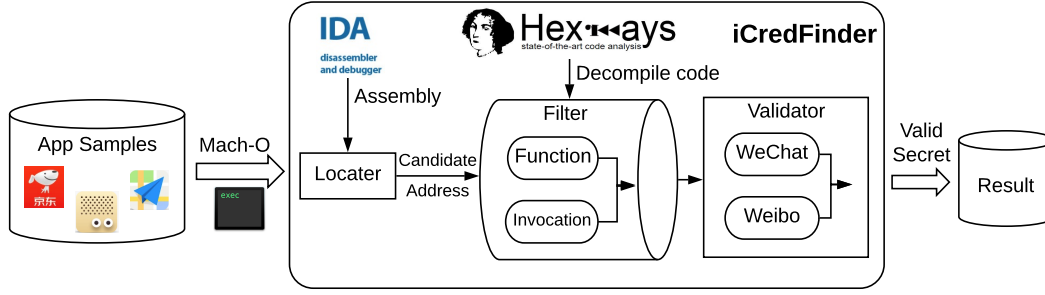 App Samples
京东
Mach-O
exec
IDA
disassembler
and debugger
Assembly
Locater
Candidate
Address
Hex-rays
state-of-the-art code analysis
Decompile code
iCredFinder
Filter
Function
Invocation
Validator
WeChat
Weibo
Valid
Secret
Result